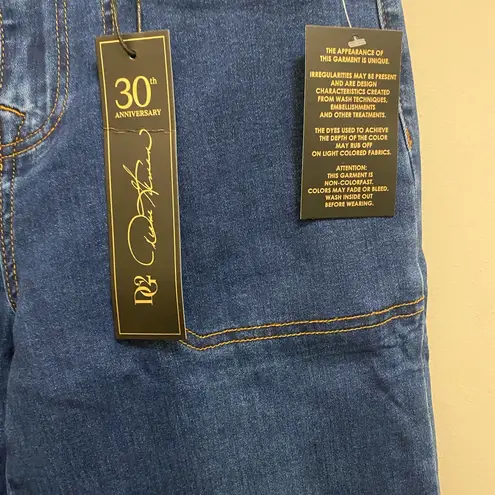 30th
ANNIVERSARY
Diane Gilman
DG2
THE APPEARANCE OF
THIS GARMENT IS UNIQUE.
IRREGULARITIES MAY BE PRESENT
AND ARE DESIGN
CHARACTERISTICS CREATED
FROM WASH TECHNIQUES,
EMBELLISHMENTS
AND OTHER TREATMENTS.
THE DYES USED TO ACHIEVE
THE DEPTH OF THE COLOR
MAY RUB OFF
ON LIGHT COLORED FABRICS.
ATTENTION:
THIS GARMENT IS
NON-COLORFAST.
COLORS MAY FADE OR BLEED.
WASH INSIDE OUT
BEFORE WEARING.